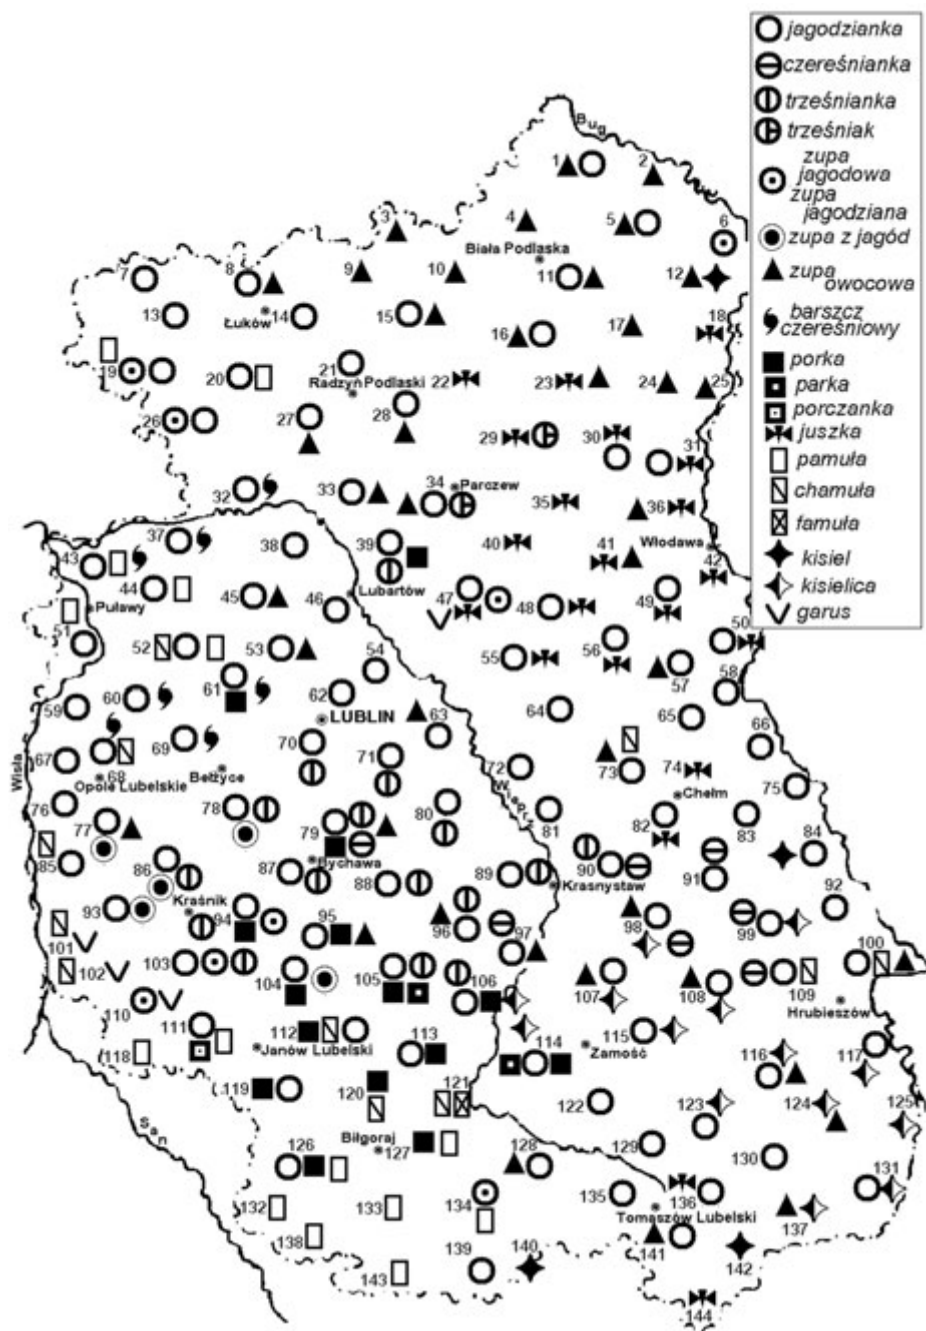 jagodzianka
czereśnianka
trześnianka
trześniak
zupa
jagodowa
zupa
jagodziana
zupa z jagód
zupa
owocowa
barszcz
czereśniowy
porka
parka
porczanka
juszka
pamuła
chamuła
famuła
kisiel
kisielica
garus
Bug
1 2
3 4 5 6
Biała Podlaska
7 8 9 10 11 12
13 Łuków 14 15 16 17 18
19 20 21 22 23 24 25
Radzyń Podlaski
26 27 28 29 30 31
32 33 34 Parczew 35 36
37 38 39 40 41 Włodawa 42
43 44 45 46 Lubartów 47 48 49 50
Puławy
51 52 53 54 55 56 57 58
59 60 61 62 63 64 65 66
LUBLIN
Wisła
67 68 69 70 71 72 73 74 75
Opole Lubelskie Bełżyce Wieprz Chełm
76 77 78 79 80 81 82 83 84
85 86 87 Bychawa 88 89 Krasnystaw 90 91 92
93 Kraśnik 94 95 96 97 98 99 100
101 102 103 104 105 106 107 108 109
Hrubieszów
110 111 112 113 114 115 116 117
Janów Lubelski Zamość
118 119 120 121 122 123 124 125
San
Biłgoraj
126 127 128 129 130 131
132 133 134 135 136 137
Tomaszów Lubelski
138 139 140 141 142
143 144